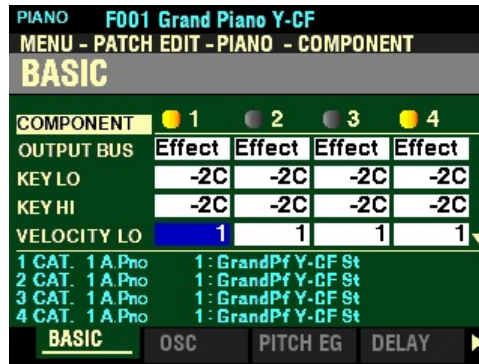 PIANO F001 Grand Piano Y-CF
MENU - PATCH EDIT - PIANO - COMPONENT
BASIC
COMPONENT 1 2 3 4
OUTPUT BUS Effect Effect Effect Effect
KEY LO -2C -2C -2C -2C
KEY HI -2C -2C -2C -2C
VELOCITY LO 1 1 1 1
1 CAT. 1 A.Pno 1:GrandPf Y-CF St
2 CAT. 1 A.Pno 1:GrandPf Y-CF St
3 CAT. 1 A.Pno 1:GrandPf Y-CF St
4 CAT. 1 A.Pno 1:GrandPf Y-CF St
BASIC OSC PITCH EG DELAY